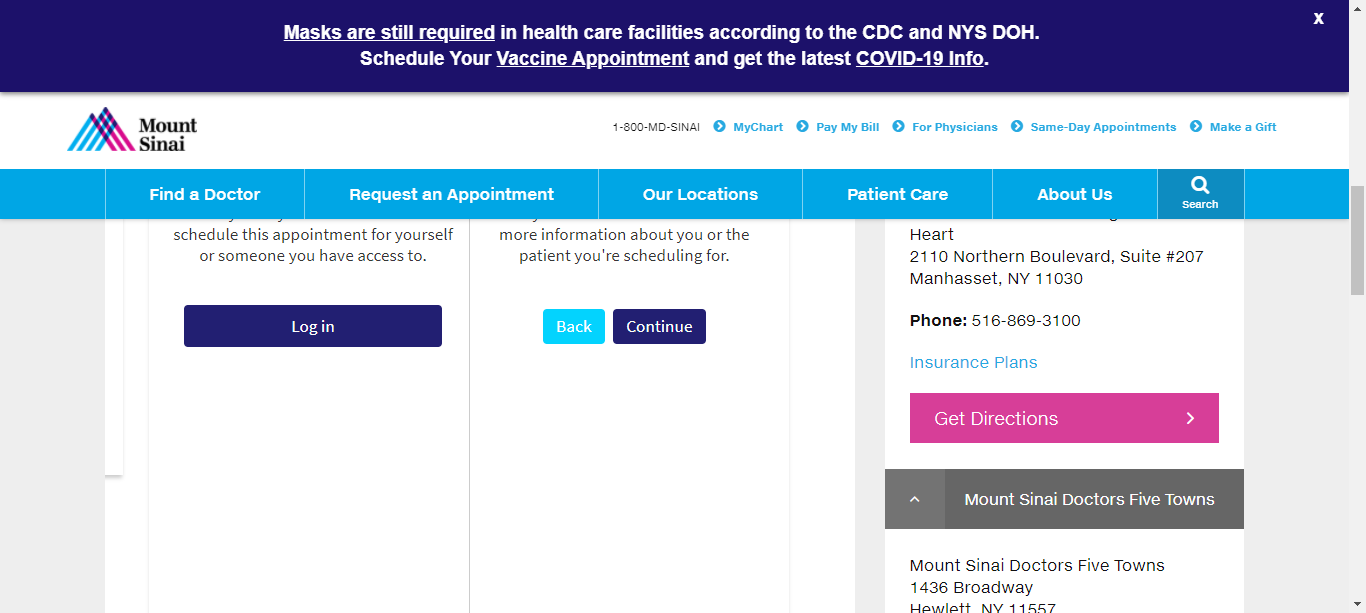 Masks are still required in health care facilities according to the CDC and NYS DOH.
X
Schedule Your Vaccine Appointment and get the latest COVID-19 Info.
Mount
Sinai
1-800-MD-SINAI
MyChart
Pay My Bill
For Physicians
Same-Day Appointments
Make a Gift
Find a Doctor
Request an Appointment
Our Locations
Patient Care
About Us
Search
schedule this appointment for yourself
or someone you have access to.
Log in
more information about you or the
patient you're scheduling for.
Back
Continue
Heart
2110 Northern Boulevard, Suite #207
Manhasset, NY 11030
Phone: 516-869-3100
Insurance Plans
Get Directions
Mount Sinai Doctors Five Towns
Mount Sinai Doctors Five Towns
1436 Broadway
Hewlett, NY 11557